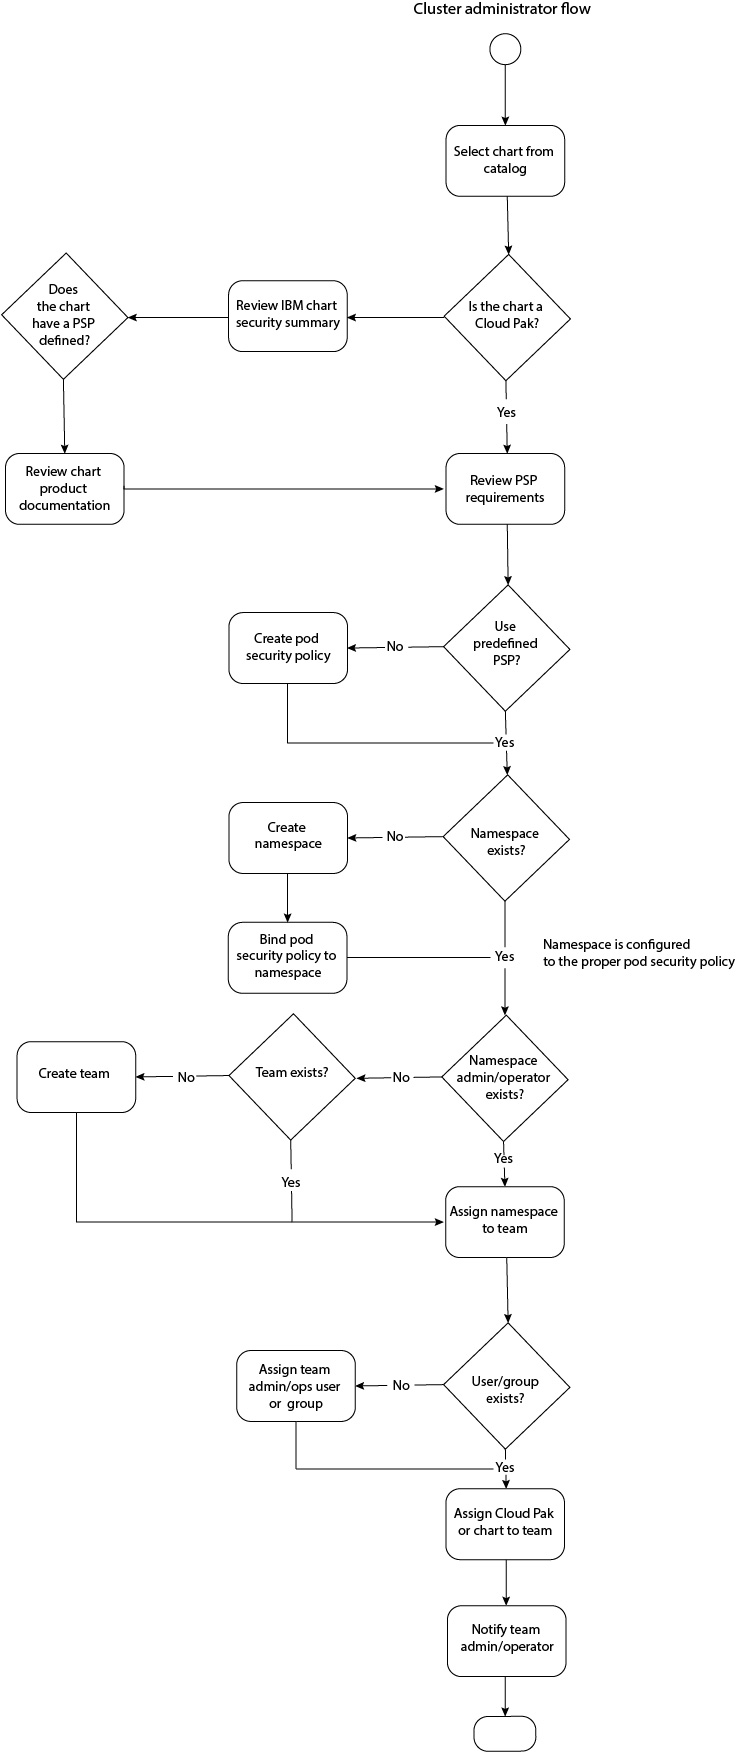 Cluster administrator flow
Select chart from
catalog
Does
the chart
have a PSP
defined?
Review IBM chart
security summary
Is the chart a
Cloud Pak?
Yes
Review chart
product
documentation
Review PSP
requirements
Use
predefined
PSP?
No
Create pod
security policy
Yes
Create
namespace
No
Namespace
exists?
Bind pod
security policy to
namespace
Yes
Namespace is configured
to the proper pod security policy
Create team
No
Team exists?
No
Namespace
admin/operator
exists?
Yes
Yes
Assign namespace
to team
Assign team
admin/ops user
or group
No
User/group
exists?
Yes
Assign Cloud Pak
or chart to team
Notify team
admin/operator